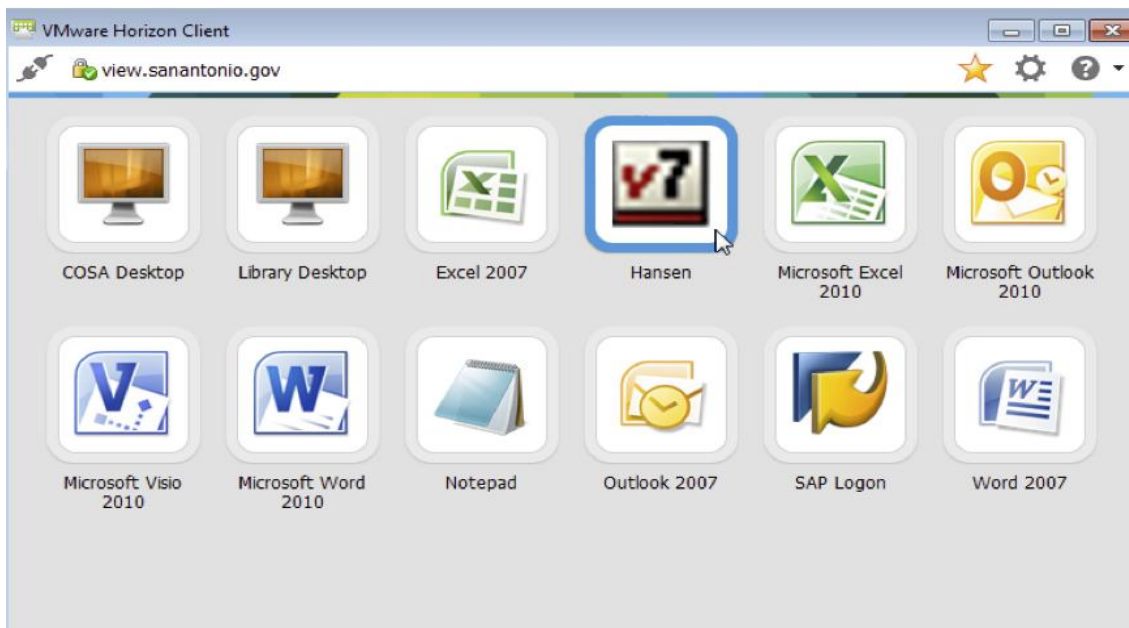 VMware Horizon Client
view.sanantonio.gov
COSA Desktop
Library Desktop
Excel 2007
v7
Hansen
Microsoft Excel
2010
Microsoft Outlook
2010
Microsoft Visio
2010
Microsoft Word
2010
Notepad
Outlook 2007
SAP Logon
Word 2007